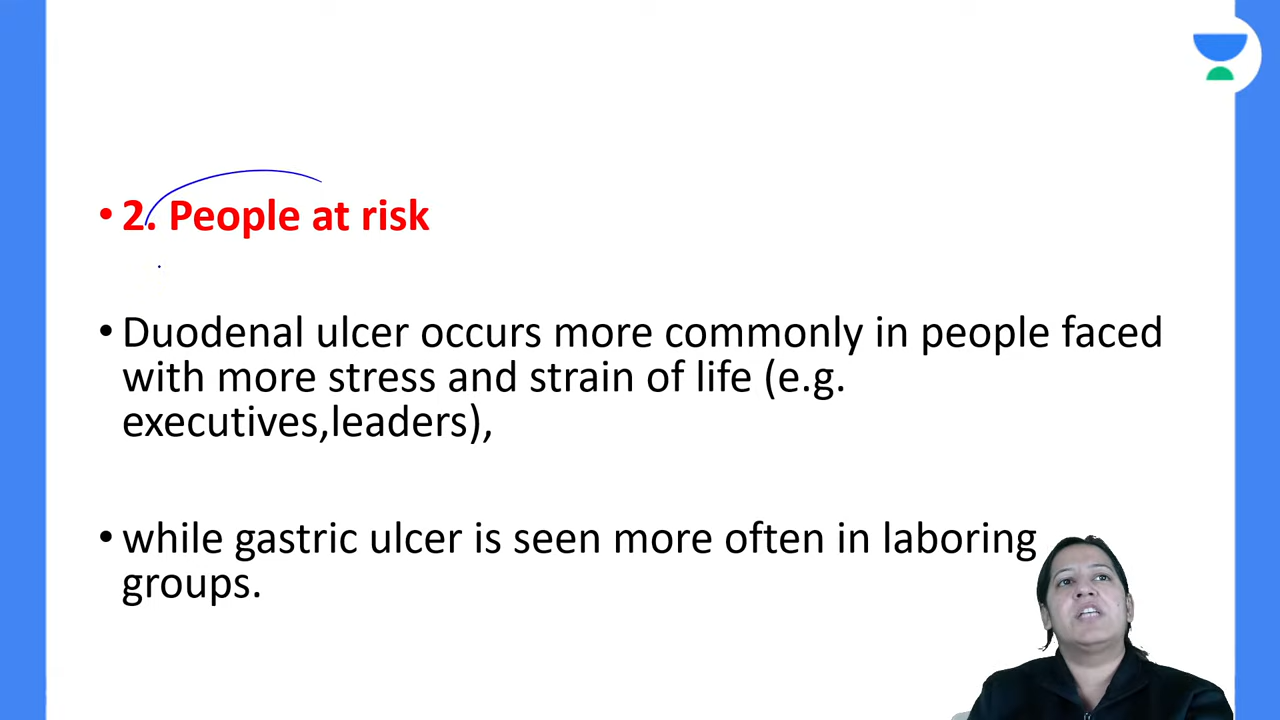 • 2. People at risk
• Duodenal ulcer occurs more commonly in people faced
with more stress and strain of life (e.g.
executives,leaders),
• while gastric ulcer is seen more often in laboring
groups.